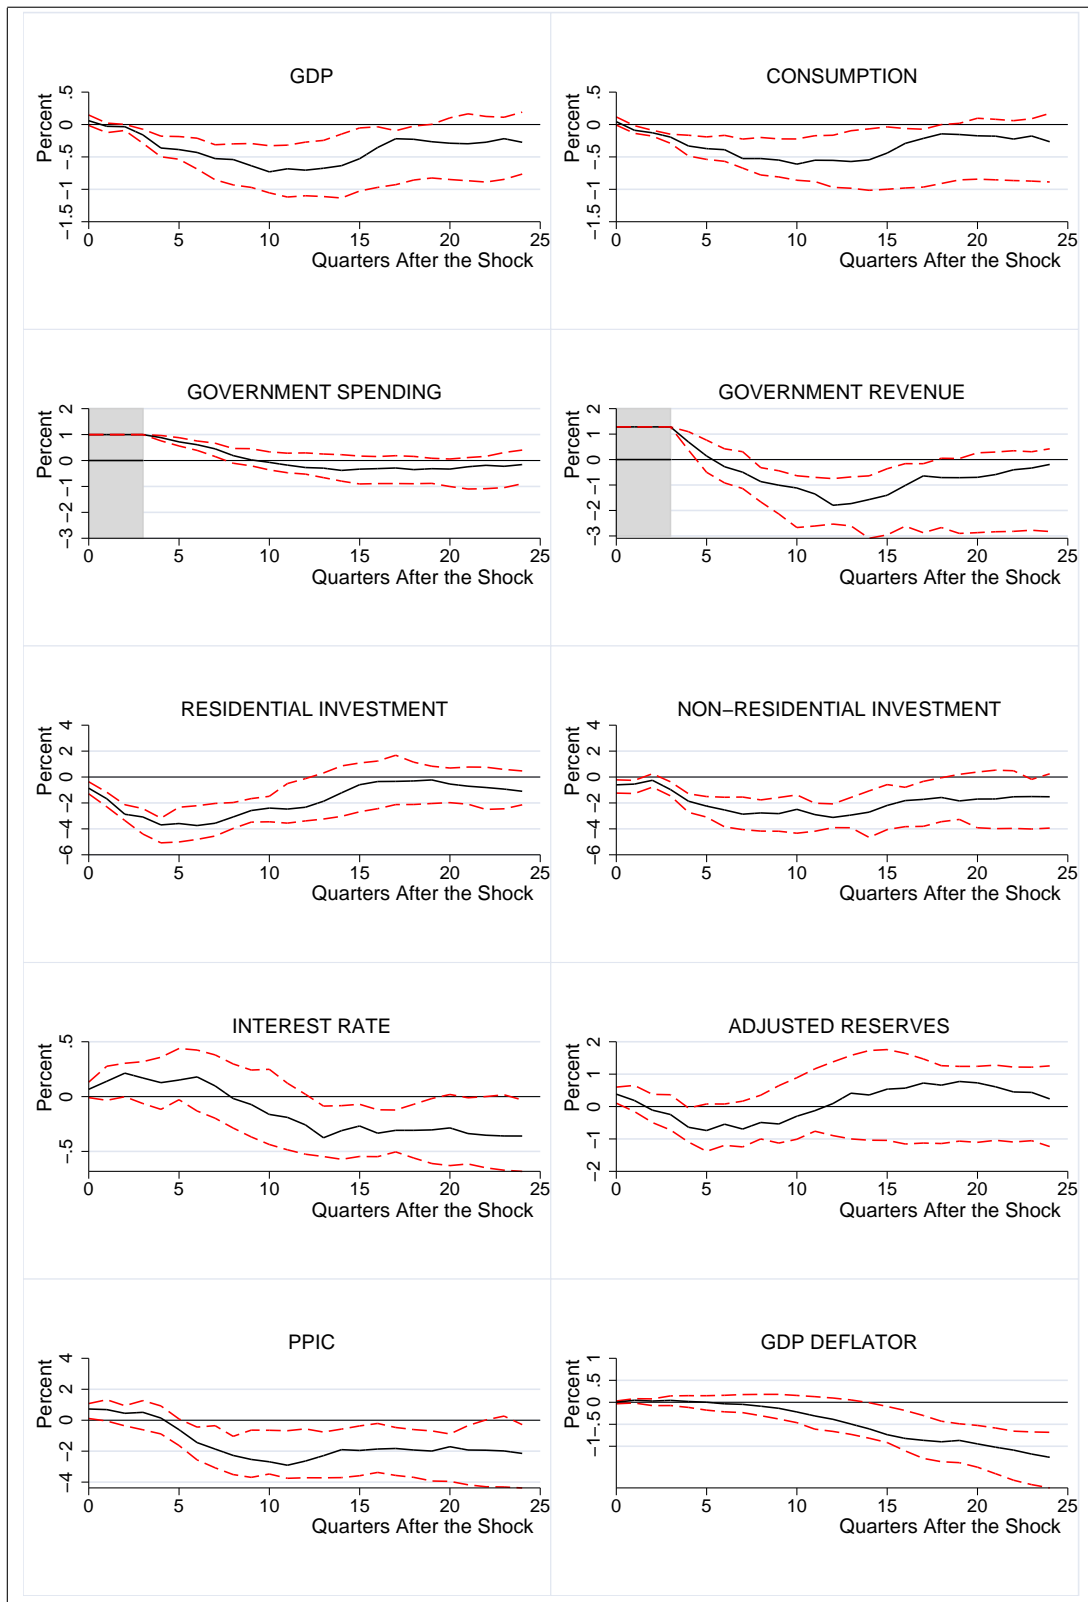 GDP
Percent
.5
0
−.5
−1
−1.5
0 5 10 15 20 25
Quarters After the Shock
CONSUMPTION
Percent
.5
0
−.5
−1
−1.5
0 5 10 15 20 25
Quarters After the Shock
GOVERNMENT SPENDING
Percent
2
1
0
−1
−2
−3
0 5 10 15 20 25
Quarters After the Shock
GOVERNMENT REVENUE
Percent
2
1
0
−1
−2
−3
0 5 10 15 20 25
Quarters After the Shock
RESIDENTIAL INVESTMENT
Percent
4
2
0
−2
−4
−6
0 5 10 15 20 25
Quarters After the Shock
NON−RESIDENTIAL INVESTMENT
Percent
4
2
0
−2
−4
−6
0 5 10 15 20 25
Quarters After the Shock
INTEREST RATE
Percent
.5
0
−.5
0 5 10 15 20 25
Quarters After the Shock
ADJUSTED RESERVES
Percent
2
1
0
−1
−2
0 5 10 15 20 25
Quarters After the Shock
PPIC
Percent
4
2
0
−2
−4
0 5 10 15 20 25
Quarters After the Shock
GDP DEFLATOR
Percent
1
.5
0
−.5
−1
0 5 10 15 20 25
Quarters After the Shock